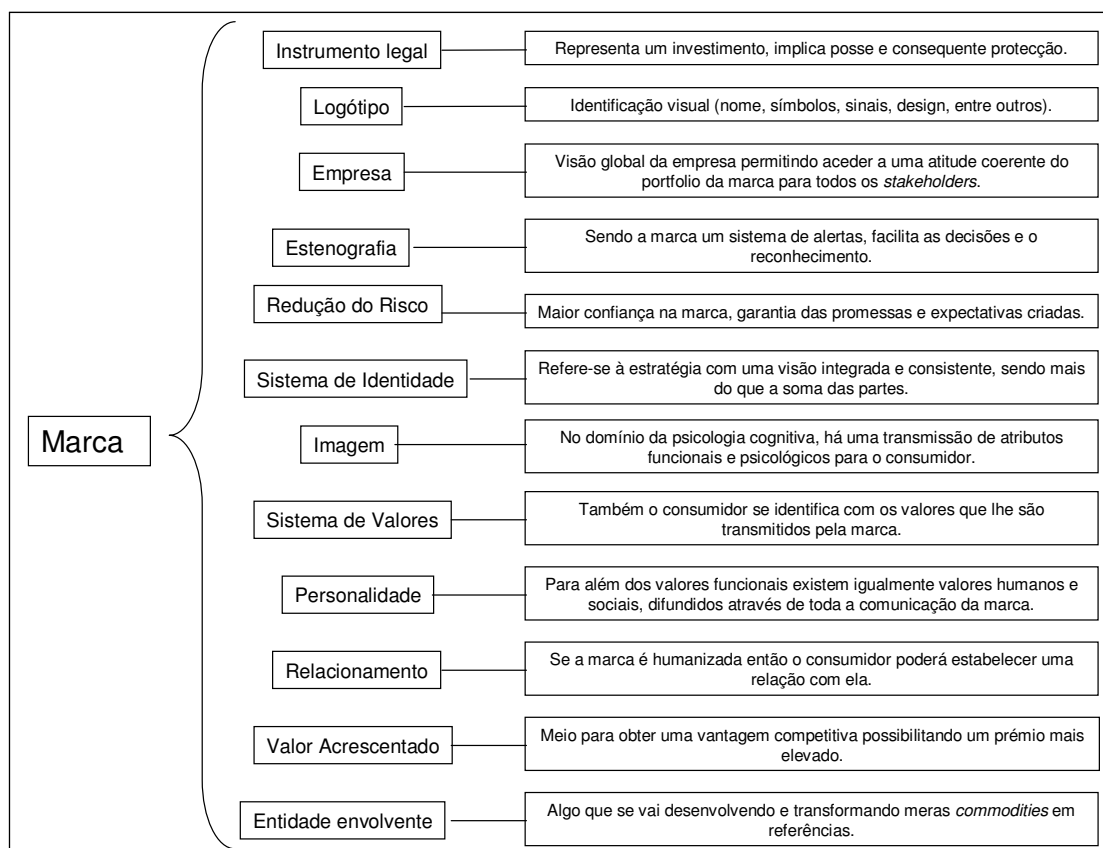 Instrumento legal
Representa um investimento, implica posse e consequente protecção.
Logótipo
Identificação visual (nome, símbolos, sinais, design, entre outros).
Empresa
Visão global da empresa permitindo aceder a uma atitude coerente do
portfolio da marca para todos os stakeholders.
Estenografia
Sendo a marca um sistema de alertas, facilita as decisões e o
reconhecimento.
Redução do Risco
Maior confiança na marca, garantia das promessas e expectativas criadas.
Sistema de Identidade
Refere-se à estratégia com uma visão integrada e consistente, sendo mais
do que a soma das partes.
Marca
Imagem
No domínio da psicologia cognitiva, há uma transmissão de atributos
funcionais e psicológicos para o consumidor.
Sistema de Valores
Também o consumidor se identifica com os valores que lhe são
transmitidos pela marca.
Personalidade
Para além dos valores funcionais existem igualmente valores humanos e
sociais, difundidos através de toda a comunicação da marca.
Relacionamento
Se a marca é humanizada então o consumidor poderá estabelecer uma
relação com ela.
Valor Acrescentado
Meio para obter uma vantagem competitiva possibilitando um prémio mais
elevado.
Entidade envolvente
Algo que se vai desenvolvendo e transformando meras commodities em
referências.